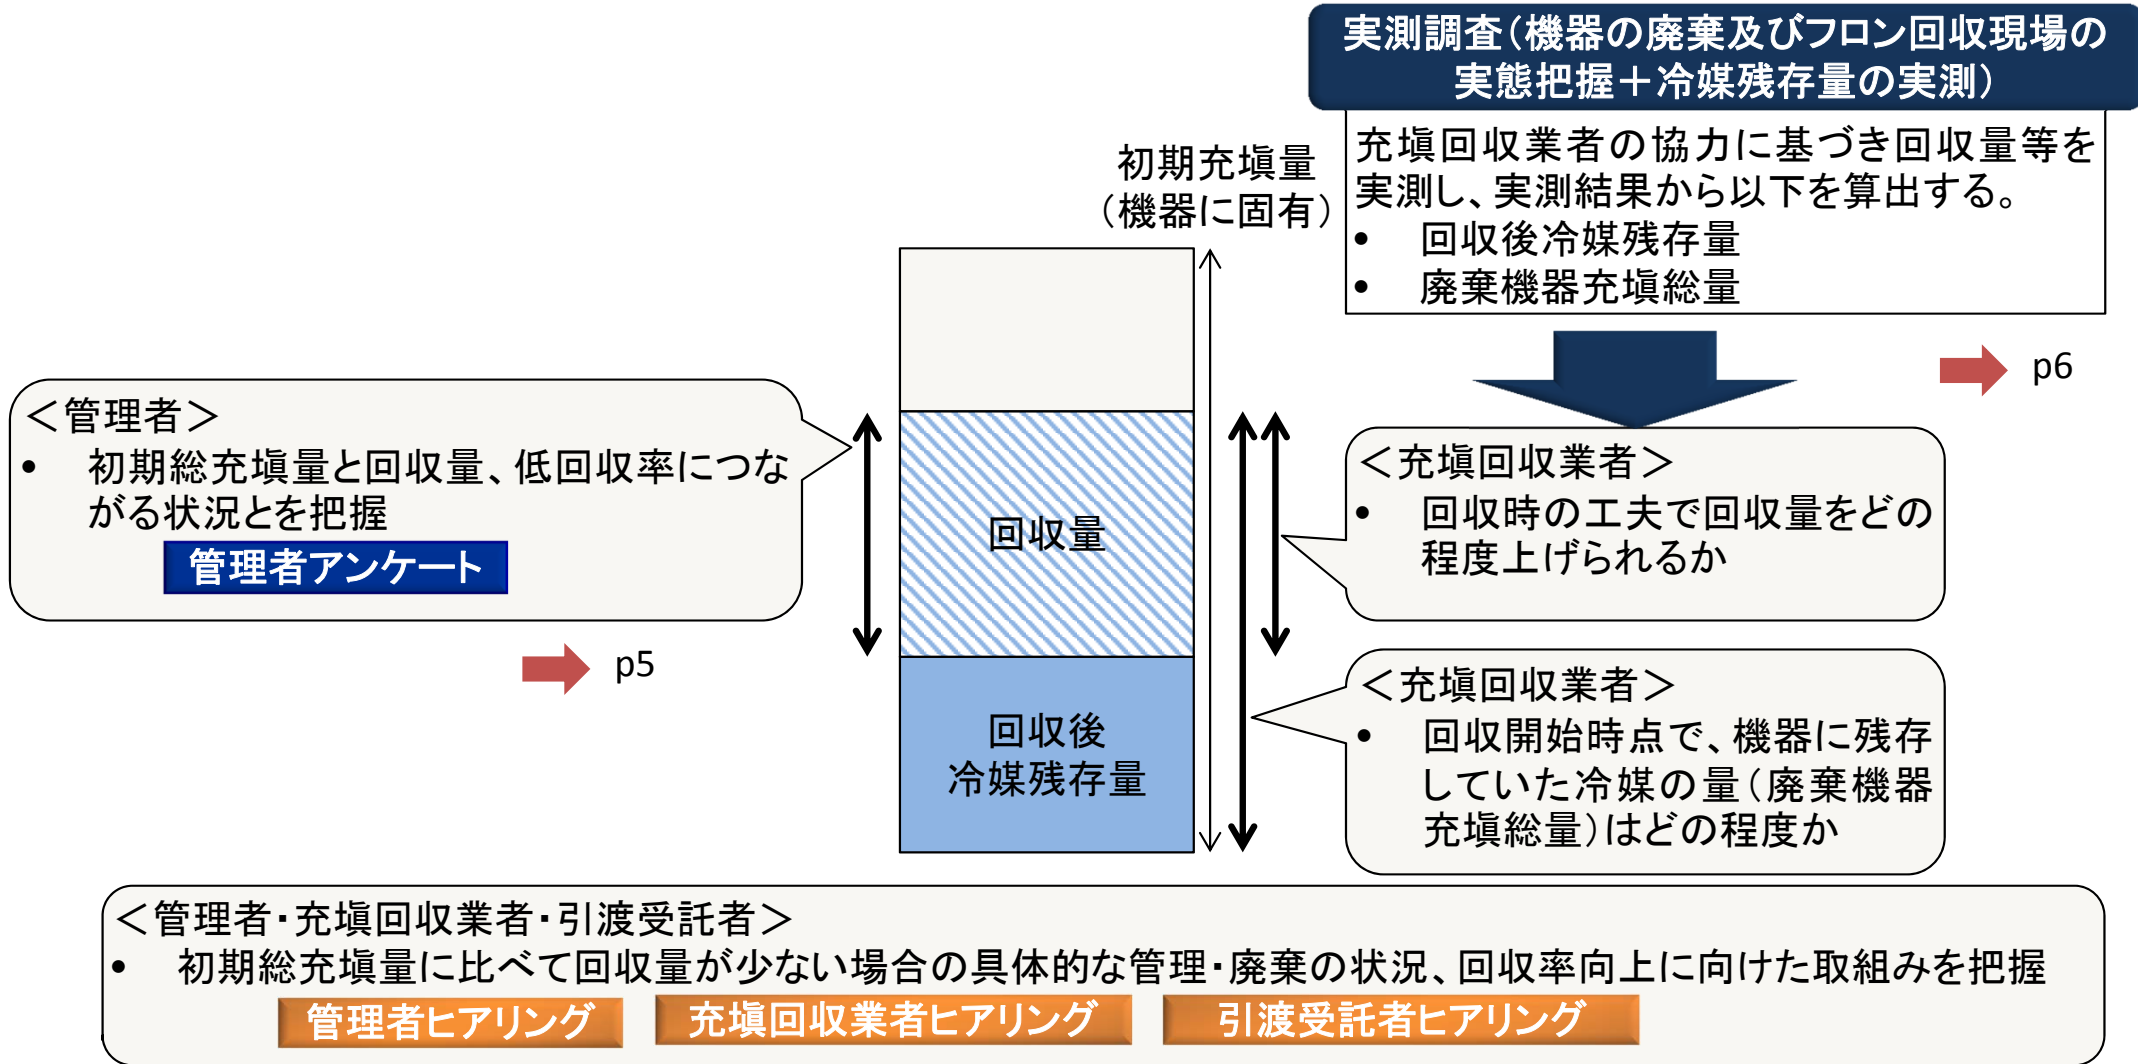 実測調査（機器の廃棄及びフロン回収現場の
実態把握＋冷媒残存量の実測）
充塡回収業者の協力に基づき回収量等を
実測し、実測結果から以下を算出する。
• 回収後冷媒残存量
• 廃棄機器充塡総量
初期充塡量
（機器に固有）
p6
＜管理者＞
• 初期総充塡量と回収量、低回収率につな
がる状況とを把握
管理者アンケート
p5
回収量
回収後
冷媒残存量
＜充塡回収業者＞
• 回収時の工夫で回収量をどの
程度上げられるか
＜充塡回収業者＞
• 回収開始時点で、機器に残存
していた冷媒の量（廃棄機器
充塡総量）はどの程度か
＜管理者・充塡回収業者・引渡受託者＞
• 初期総充塡量に比べて回収量が少ない場合の具体的な管理・廃棄の状況、回収率向上に向けた取組みを把握
管理者ヒアリング 充塡回収業者ヒアリング 引渡受託者ヒアリング